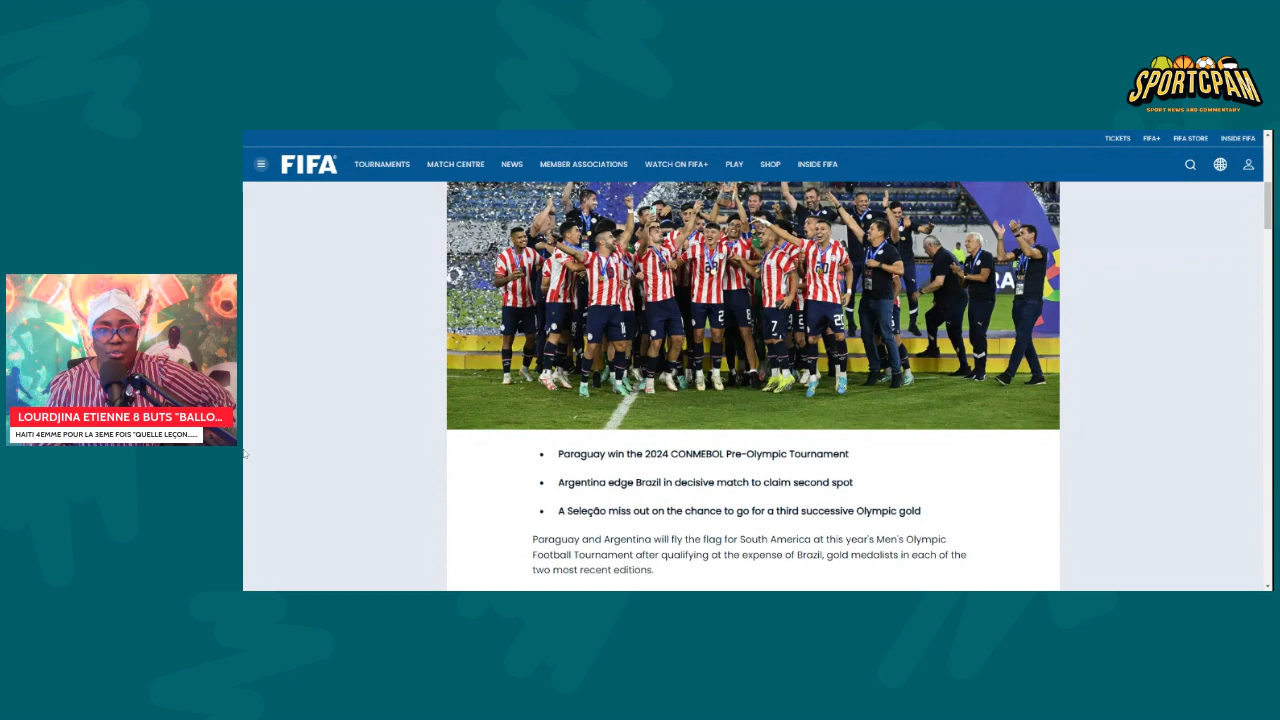 SPORTCPAM
SPORT NEWS AND COMMENTARY
TICKETS FIFA+ FIFA STORE INSIDE FIFA
FIFA TOURNAMENTS MATCH CENTRE NEWS MEMBER ASSOCIATIONS WATCH ON FIFA+ PLAY SHOP INSIDE FIFA
LOURDJINA ETIENNE 8 BUTS "BALLO...
HAITI 4EMME POUR LA 3EME FOIS "QUELLE LEÇON......
• Paraguay win the 2024 CONMEBOL Pre-Olympic Tournament
• Argentina edge Brazil in decisive match to claim second spot
• A Seleção miss out on the chance to go for a third successive Olympic gold
Paraguay and Argentina will fly the flag for South America at this year's Men's Olympic
Football Tournament after qualifying at the expense of Brazil, gold medalists in each of the
two most recent editions.